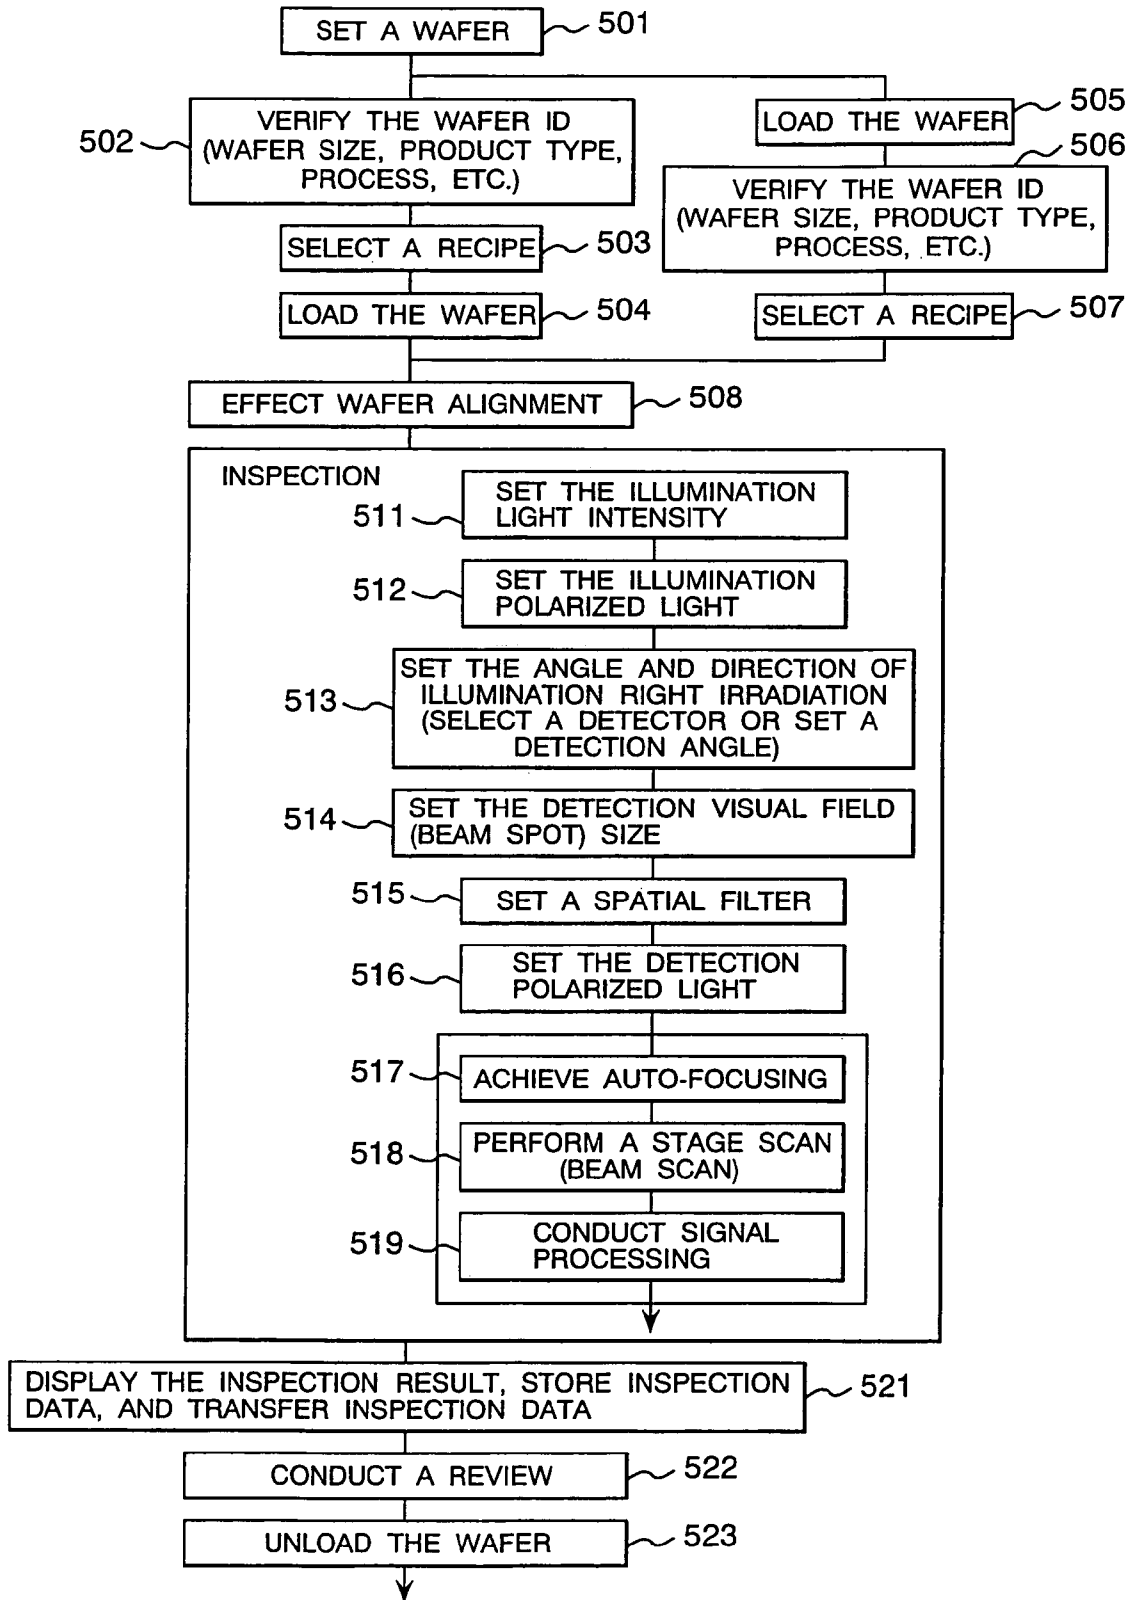 SET A WAFER
501
502
VERIFY THE WAFER ID
(WAFER SIZE, PRODUCT TYPE,
PROCESS, ETC.)
SELECT A RECIPE
503
LOAD THE WAFER
504
LOAD THE WAFER
505
506
VERIFY THE WAFER ID
(WAFER SIZE, PRODUCT TYPE,
PROCESS, ETC.)
SELECT A RECIPE
507
EFFECT WAFER ALIGNMENT
508
INSPECTION
511
SET THE ILLUMINATION
LIGHT INTENSITY
512
SET THE ILLUMINATION
POLARIZED LIGHT
513
SET THE ANGLE AND DIRECTION OF
ILLUMINATION RIGHT IRRADIATION
(SELECT A DETECTOR OR SET A
DETECTION ANGLE)
514
SET THE DETECTION VISUAL FIELD
(BEAM SPOT) SIZE
515
SET A SPATIAL FILTER
516
SET THE DETECTION
POLARIZED LIGHT
517
ACHIEVE AUTO-FOCUSING
518
PERFORM A STAGE SCAN
(BEAM SCAN)
519
CONDUCT SIGNAL
PROCESSING
DISPLAY THE INSPECTION RESULT, STORE INSPECTION
DATA, AND TRANSFER INSPECTION DATA
521
CONDUCT A REVIEW
522
UNLOAD THE WAFER
523